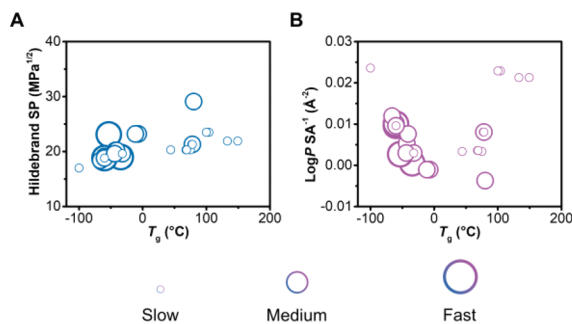 A
B
Hildebrand SP (MPa1/2)
40
30
20
10
-100
0
100
200
Tg (°C)
LogP SA-1 (Å-2)
0.03
0.02
0.01
0.00
-0.01
-100
0
100
200
Tg (°C)
Slow
Medium
Fast